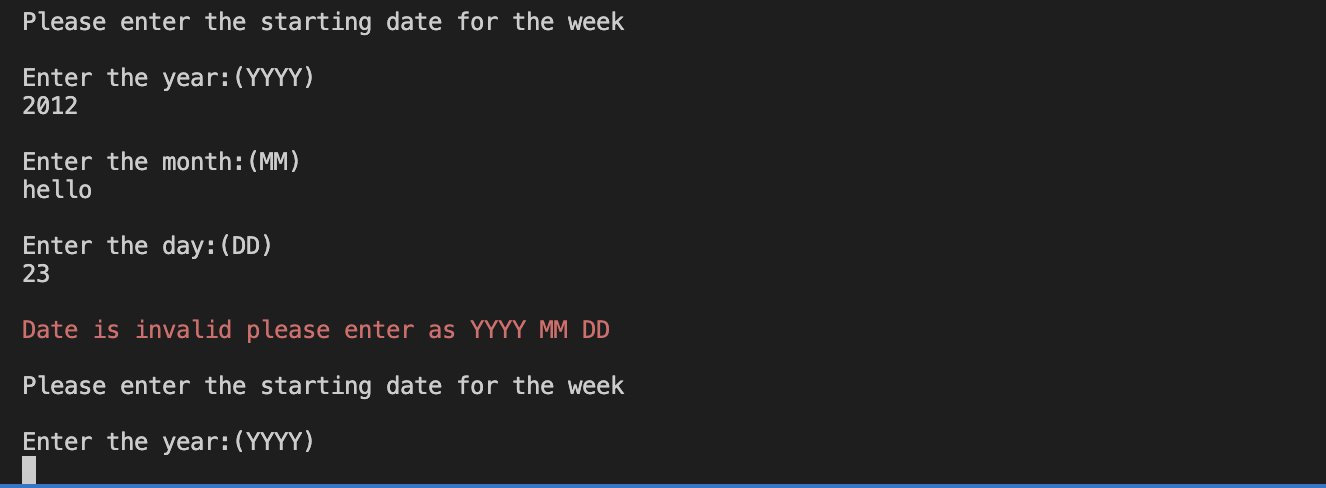 Please enter the starting date for the week
Enter the year:(YYYY)
2012
Enter the month:(MM)
hello
Enter the day:(DD)
23
Date is invalid please enter as YYYY MM DD
Please enter the starting date for the week
Enter the year:(YYYY)